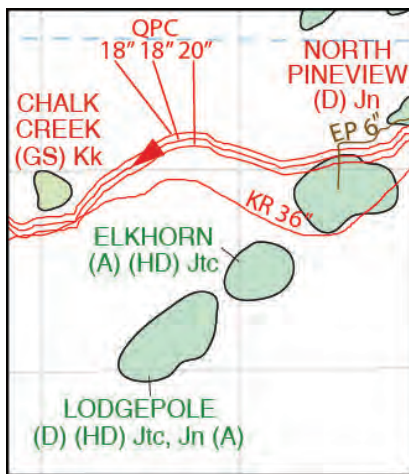 QPC
18” 18” 20”
NORTH
PINEVIEW
(D) Jn
EP 6”
CHALK
CREEK
(GS) Kk
KR 36”
ELKHORN
(A) (HD) Jtc
LODGEPOLE
(D) (HD) Jtc, Jn (A)